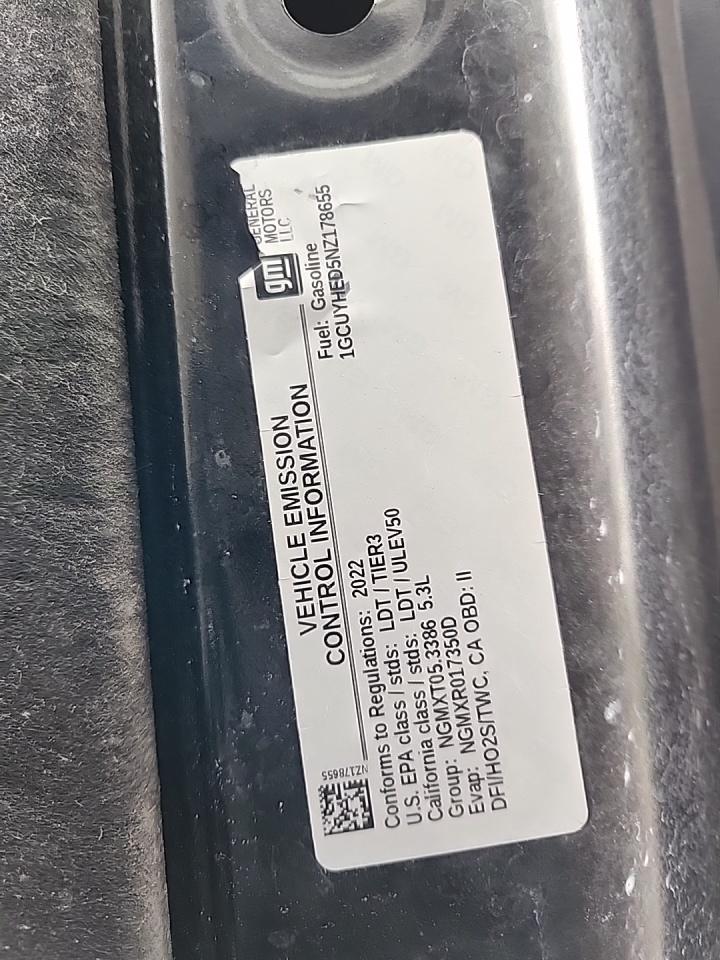 VEHICLE EMISSION
CONTROL INFORMATION
gm
GENERAL
MOTORS
LLC
NZ178655
Conforms to Regulations: 2022
U.S. EPA class / stds: LDT / TIER3
California class / stds: LDT / ULEV50
Group: NGMXT05.3386 5.3L
Evap: NGMXR017350D
DFI/HO2S/TWC, CA OBD: II
Fuel: Gasoline
1GCUYHED5NZ178655